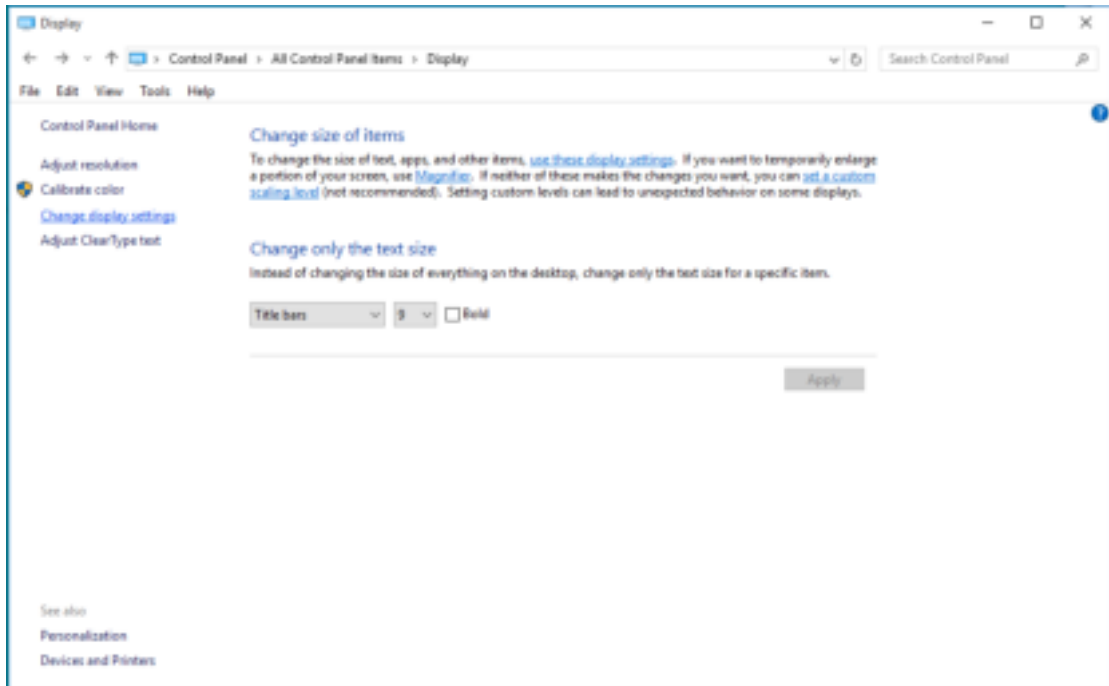 Display
Control Panel > All Control Panel Items > Display
Search Control Panel
File Edit View Tools Help
?
Control Panel Home
Adjust resolution
Calibrate color
Change display settings
Adjust ClearType text
Change size of items
To change the size of text, apps, and other items, use these display settings. If you want to temporarily enlarge
a portion of your screen, use Magnifier. If neither of these makes the changes you want, you can set a custom
scaling level (not recommended). Setting custom levels can lead to unexpected behavior on some displays.
Change only the text size
Instead of changing the size of everything on the desktop, change only the text size for a specific item.
Title bars 9 Bold
Apply
See also
Personalization
Devices and Printers